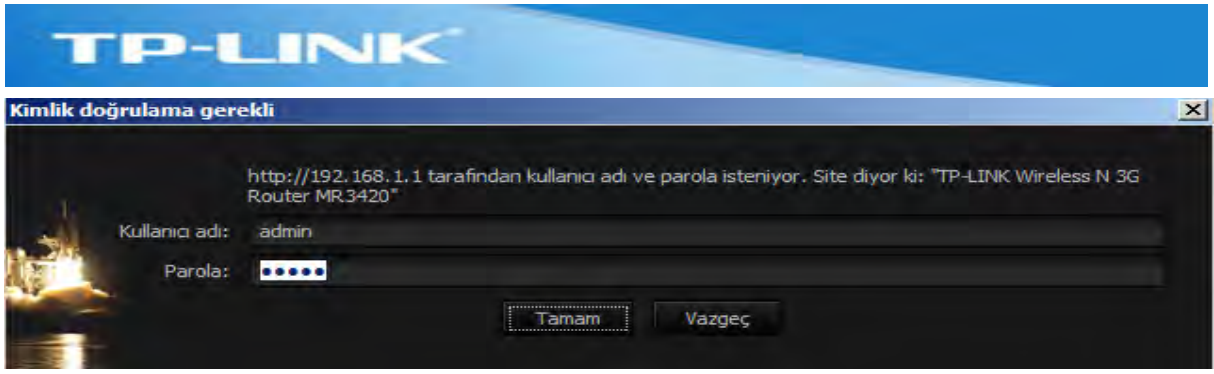 TP-LINK
Kimlik doğrulama gerekli
http://192.168.1.1 tarafından kullanıcı adı ve parola isteniyor. Site diyor ki: "TP-LINK Wireless N 3G
Router MR3420"
Kullanıcı adı: admin
Parola: •••••
Tamam Vazgeç